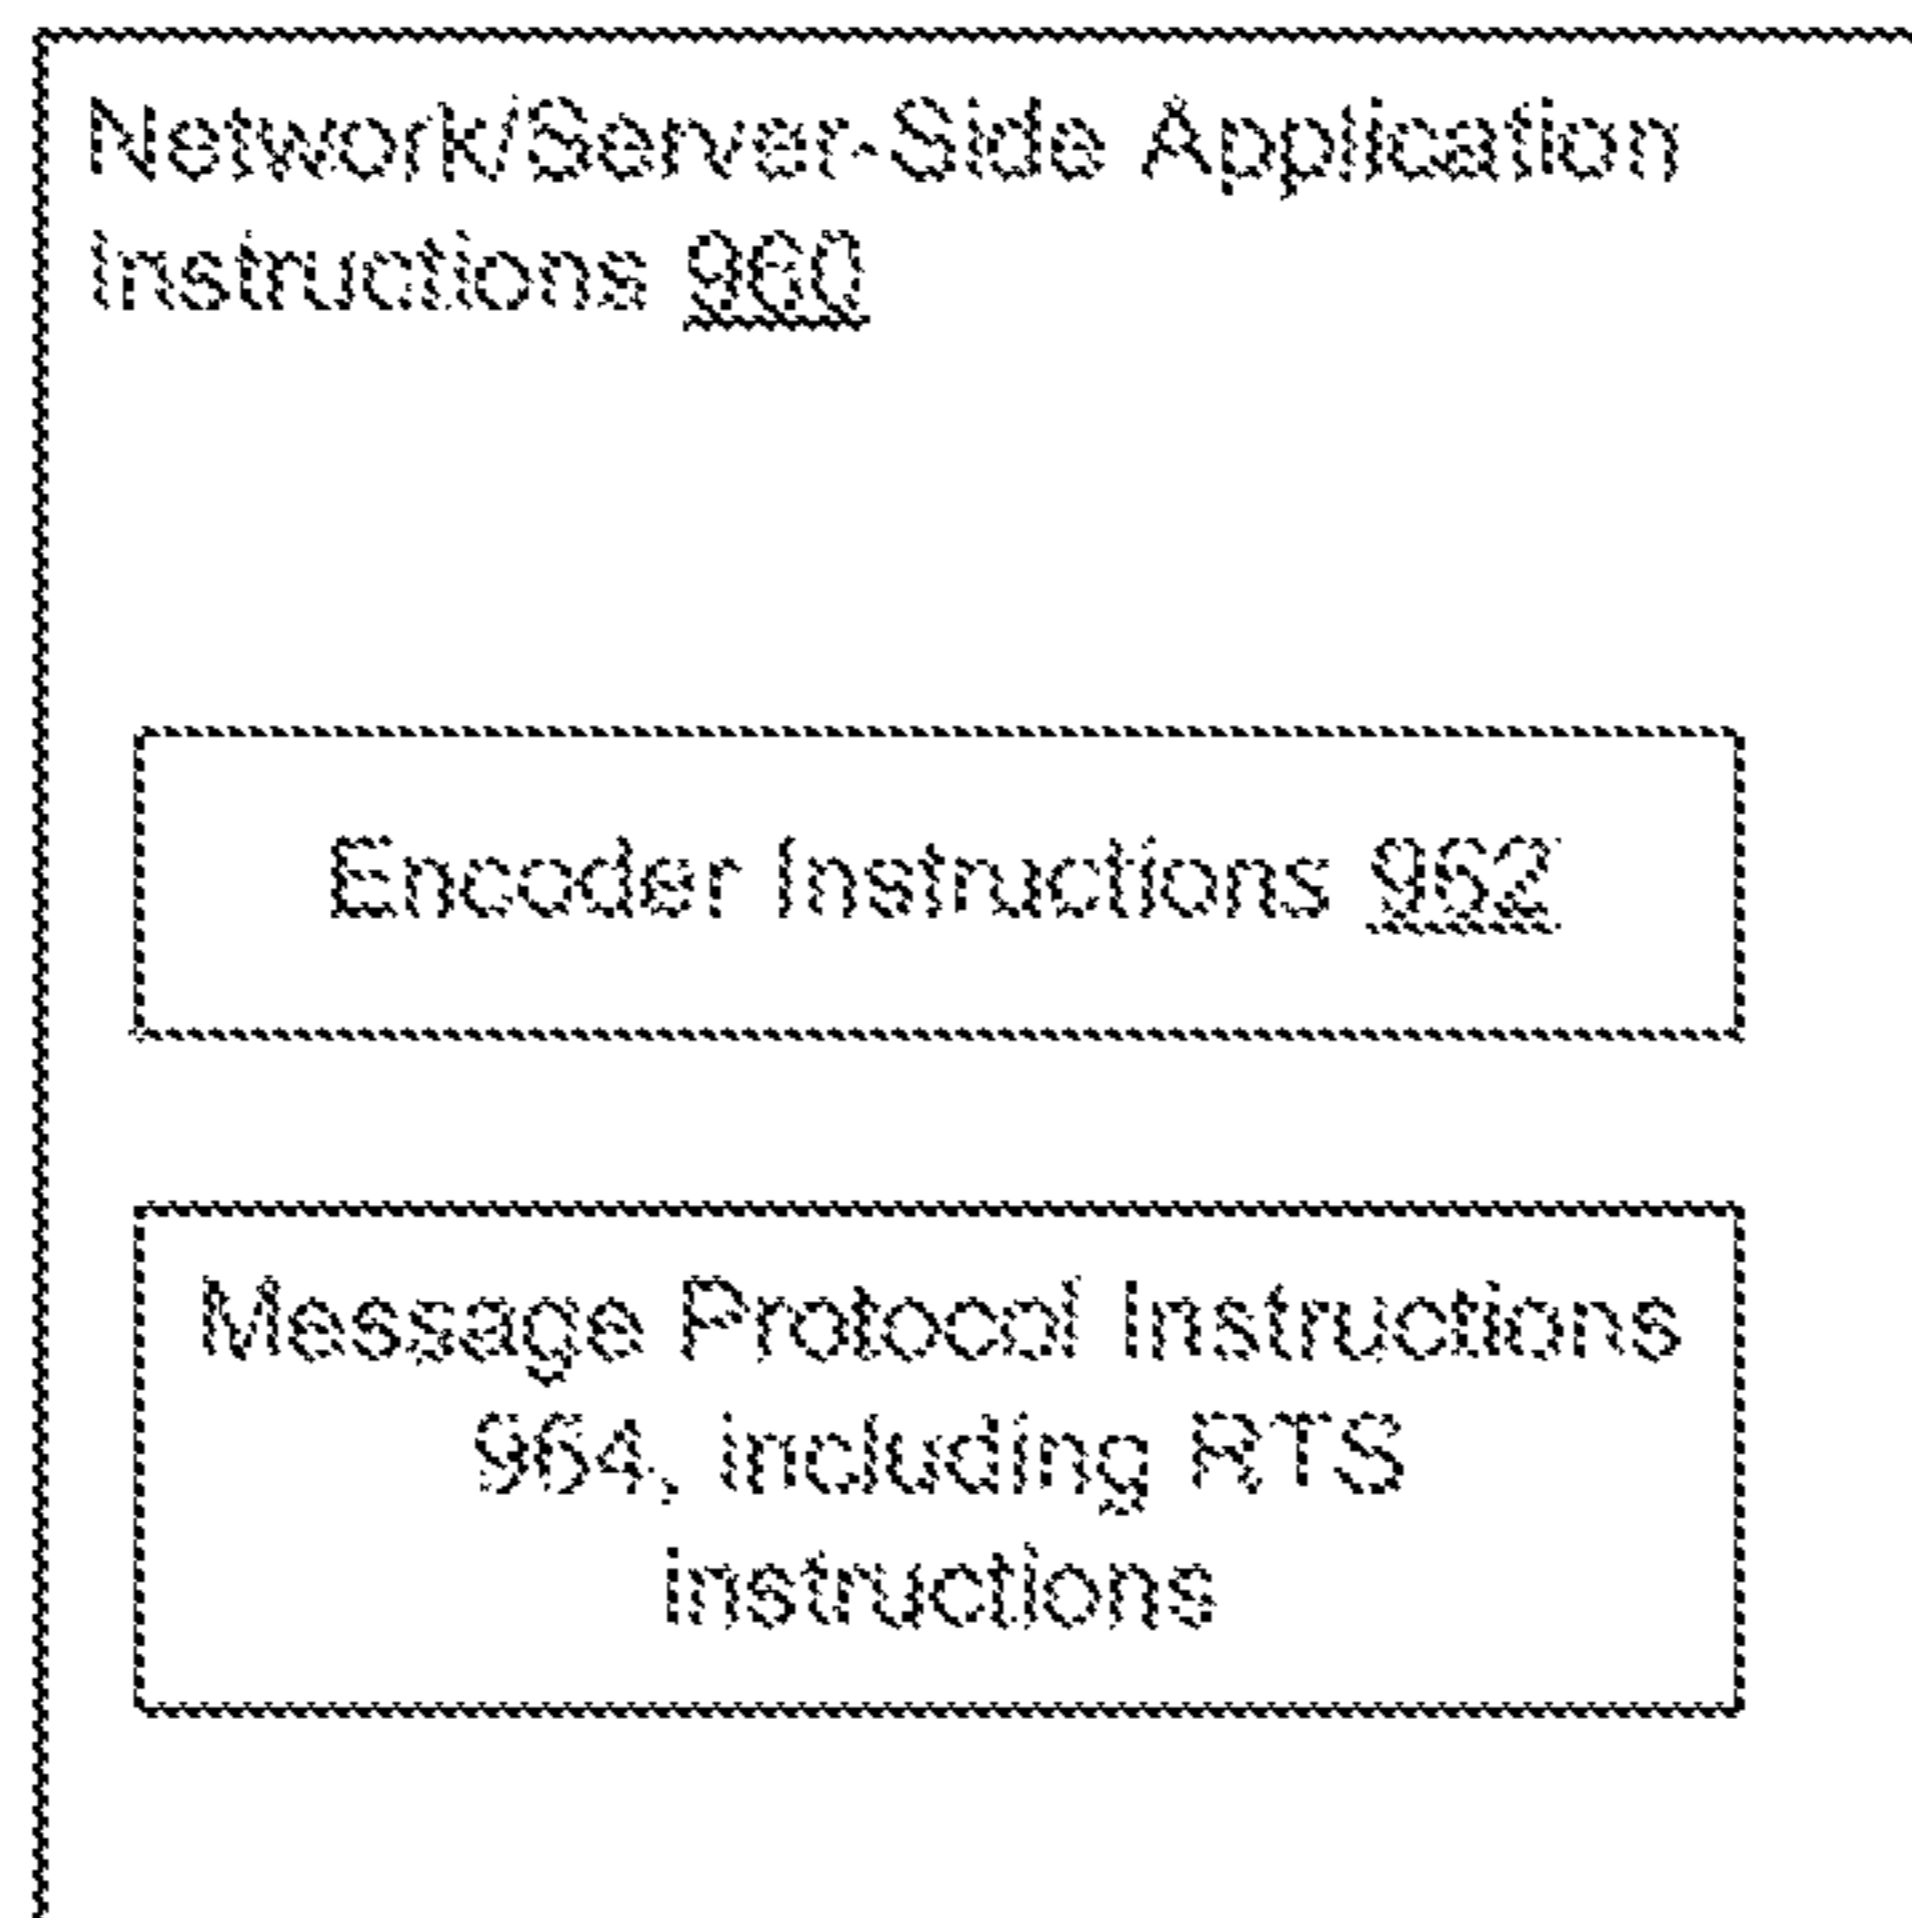 Network/Server-Side Application
Instructions 960
Encoder Instructions 962
Message Protocol Instructions
964, including RTS
instructions